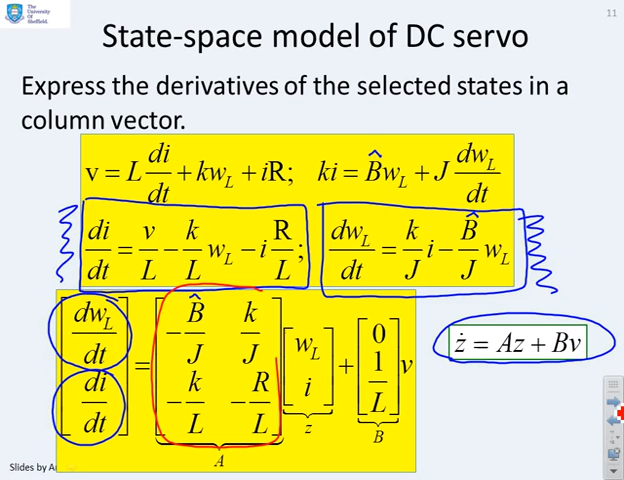 The University Of Sheffield.
11
State-space model of DC servo
Express the derivatives of the selected states in a
column vector.
v = L di/dt + kw_L + iR; ki = B̂w_L + J dw_L/dt
di/dt = v/L − k/L w_L − i R/L; dw_L/dt = k/J i − B̂/J w_L
[dw_L/dt; di/dt] = [−B̂/J k/J; −k/L −R/L] [w_L; i] + [0; 1/L] v
A z B
ż = Az + Bv
Slides by